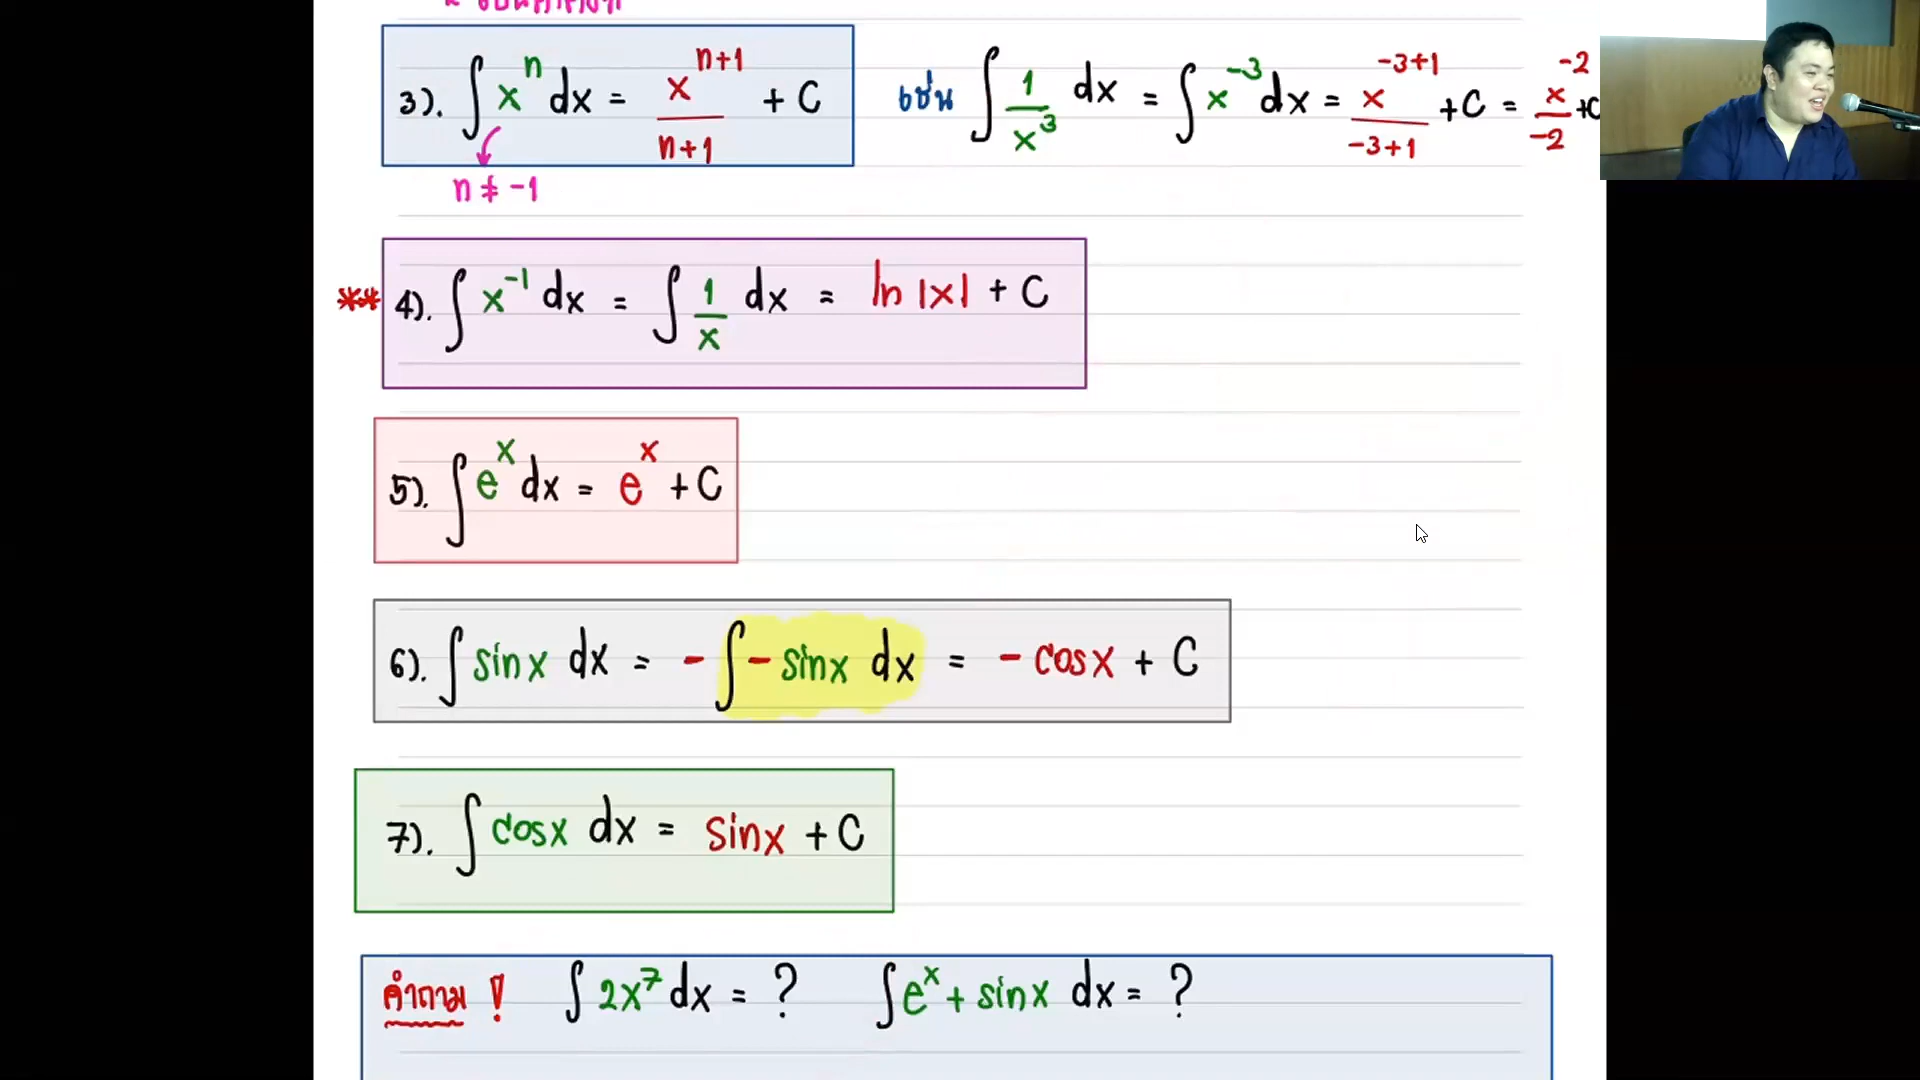 3). ∫ xⁿ dx = xⁿ⁺¹ / n+1 + C เช่น ∫ 1/x³ dx = ∫ x⁻³ dx = x⁻³⁺¹ / -3+1 + C = x⁻² / -2 + C
n ≠ -1
** 4). ∫ x⁻¹ dx = ∫ 1/x dx = ln |x| + C
5). ∫ eˣ dx = eˣ + C
6). ∫ sinx dx = - ∫ - sinx dx = - cosx + C
7). ∫ cosx dx = sinx + C
คำถาม ! ∫ 2x⁷ dx = ? ∫ eˣ + sinx dx = ?